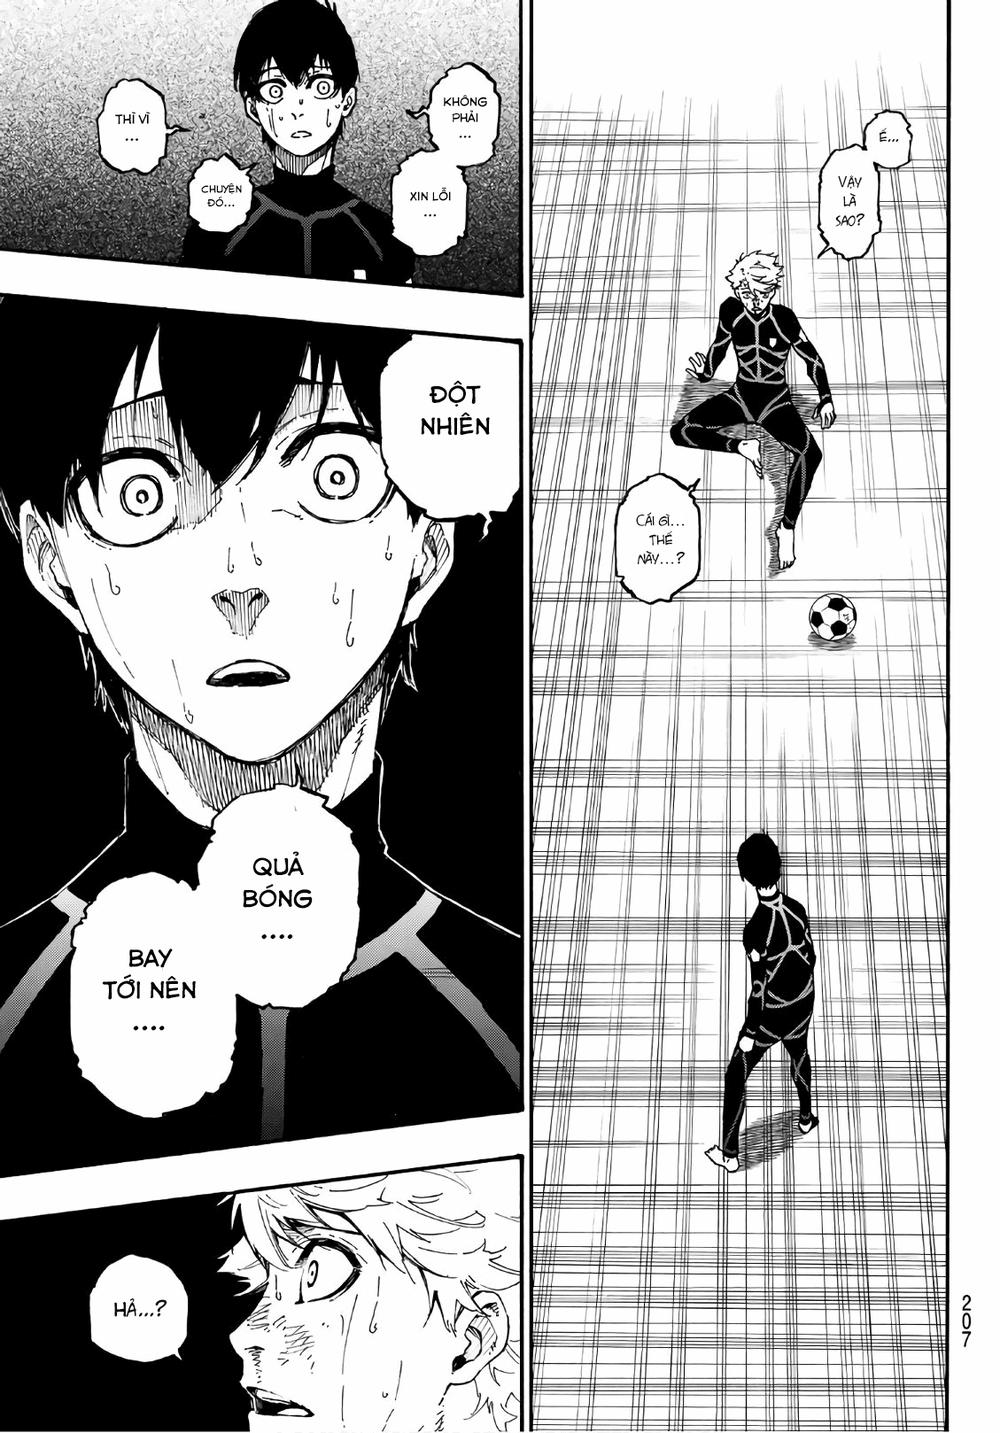 Ế...
VẬY
LÀ
SAO?
CÁI GÌ...
THẾ
NÀY...?
KHÔNG
PHẢI
...
XIN LỖI
...
CHUYỆN
ĐÓ...
THÌ VÌ
...
ĐỘT
NHIÊN
QUẢ
BÓNG
....
BAY
TỚI NÊN
....
HẢ...?
207